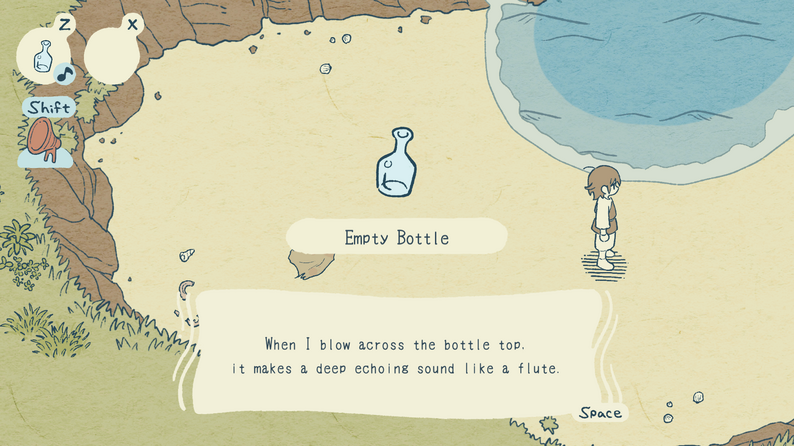 Z
X
Shift
Empty Bottle
When I blow across the bottle top,
it makes a deep echoing sound like a flute.
Space